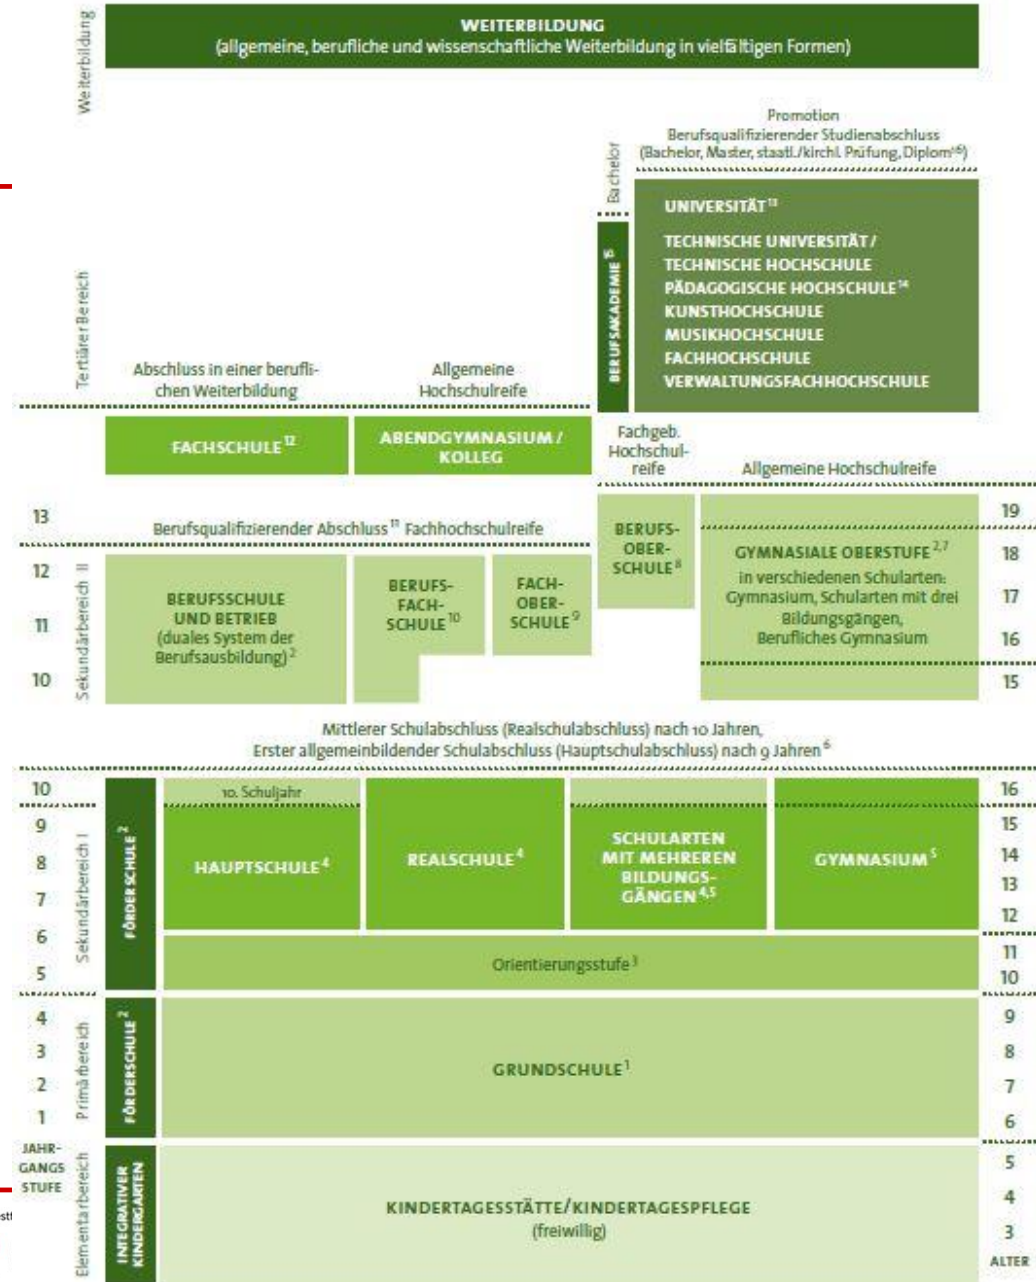 Weiterbildung
WEITERBILDUNG
(allgemeine, berufliche und wissenschaftliche Weiterbildung in vielfältigen Formen)
Promotion
Berufsqualifizierender Studienabschluss
(Bachelor, Master, staatl./kirchl. Prüfung, Diplom¹⁶)
Bachelor
Tertiärer Bereich
BERUFSAKADEMIE¹⁵
UNIVERSITÄT¹³
TECHNISCHE UNIVERSITÄT/
TECHNISCHE HOCHSCHULE
PÄDAGOGISCHE HOCHSCHULE¹⁴
KUNSTHOCHSCHULE
MUSIKHOCHSCHULE
FACHHOCHSCHULE
VERWALTUNGSFACHHOCHSCHULE
Abschluss in einer berufli-
chen Weiterbildung
Allgemeine
Hochschulreife
FACHSCHULE¹²
ABENDGYMNASIUM/
KOLLEG
Fachgeb.
Hochschul-
reife
Allgemeine Hochschulreife
13
12
11
10
Sekundärbereich II
Berufsqualifizierender Abschluss¹¹ Fachhochschulreife
BERUFSSCHULE
UND BETRIEB
(duales System der
Berufsausbildung)²
BERUFS-
FACH-
SCHULE¹⁰
FACH-
OBER-
SCHULE⁹
BERUFS-
OBER-
SCHULE⁸
GYMNASIALE OBERSTUFE²,⁷
in verschiedenen Schularten:
Gymnasium, Schularten mit drei
Bildungsgängen,
Berufliches Gymnasium
19
18
17
16
15
Mittlerer Schulabschluss (Realschulabschluss) nach 10 Jahren,
Erster allgemeinbildender Schulabschluss (Hauptschulabschluss) nach 9 Jahren⁶
10
9
8
7
6
5
Sekundärbereich I
FÖRDERSCHULE²
10. Schuljahr
HAUPTSCHULE⁴
REALSCHULE⁴
SCHULARTEN
MIT MEHREREN
BILDUNGS-
GÄNGEN⁴,⁵
GYMNASIUM⁵
Orientierungsstufe³
16
15
14
13
12
11
10
4
3
2
1
Primärbereich
FÖRDERSCHULE²
GRUNDSCHULE¹
9
8
7
6
JAHR-
GANGS
STUFE
Elementarbereich
INTEGRATIVER
KINDERGARTEN
KINDERTAGESSTÄTTE/KINDERTAGESPFLEGE
(freiwillig)
5
4
3
ALTER